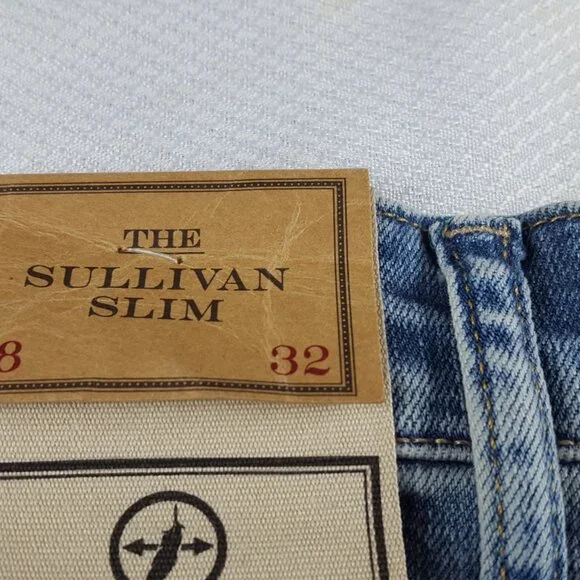 THE
SULLIVAN
SLIM
8 32